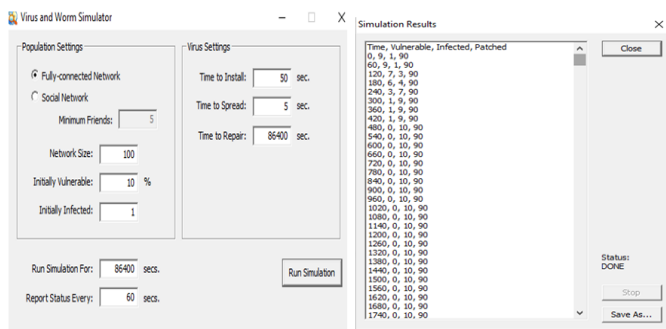 Virus and Worm Simulator
Population Settings
Fully-connected Network
Social Network
Minimum Friends: 5
Network Size: 100
Initially Vulnerable: 10 %
Initially Infected: 1
Run Simulation For: 86400 secs.
Report Status Every: 60 secs.
Virus Settings
Time to Install: 50 sec.
Time to Spread: 5 sec.
Time to Repair: 86400 sec.
Run Simulation
Simulation Results
Time, Vulnerable, Infected, Patched
0, 9, 1, 90
60, 9, 1, 90
120, 7, 3, 90
180, 6, 4, 90
240, 3, 7, 90
300, 1, 9, 90
360, 1, 9, 90
420, 1, 9, 90
480, 0, 10, 90
540, 0, 10, 90
600, 0, 10, 90
660, 0, 10, 90
720, 0, 10, 90
780, 0, 10, 90
840, 0, 10, 90
900, 0, 10, 90
960, 0, 10, 90
1020, 0, 10, 90
1080, 0, 10, 90
1140, 0, 10, 90
1200, 0, 10, 90
1260, 0, 10, 90
1320, 0, 10, 90
1380, 0, 10, 90
1440, 0, 10, 90
1500, 0, 10, 90
1560, 0, 10, 90
1620, 0, 10, 90
1680, 0, 10, 90
1740, 0, 10, 90
Close
Status:
DONE
Stop
Save As...